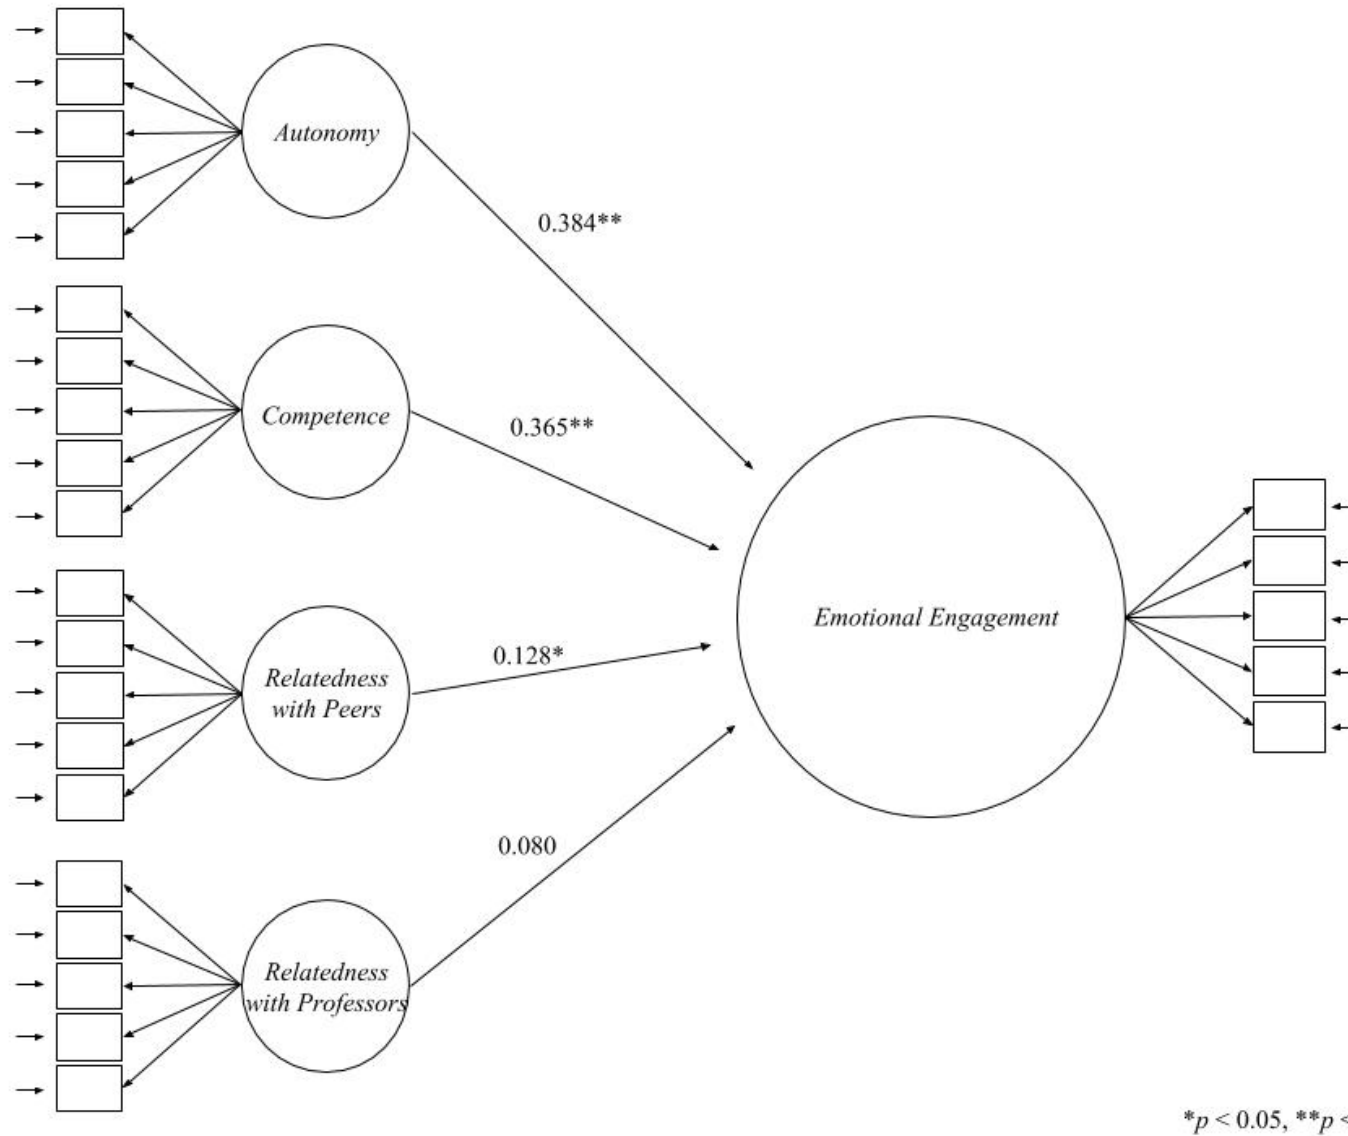 Autonomy
0.384**
Competence
0.365**
Relatedness
with Peers
0.128*
Emotional Engagement
0.080
Relatedness
with Professors
*p < 0.05, **p <